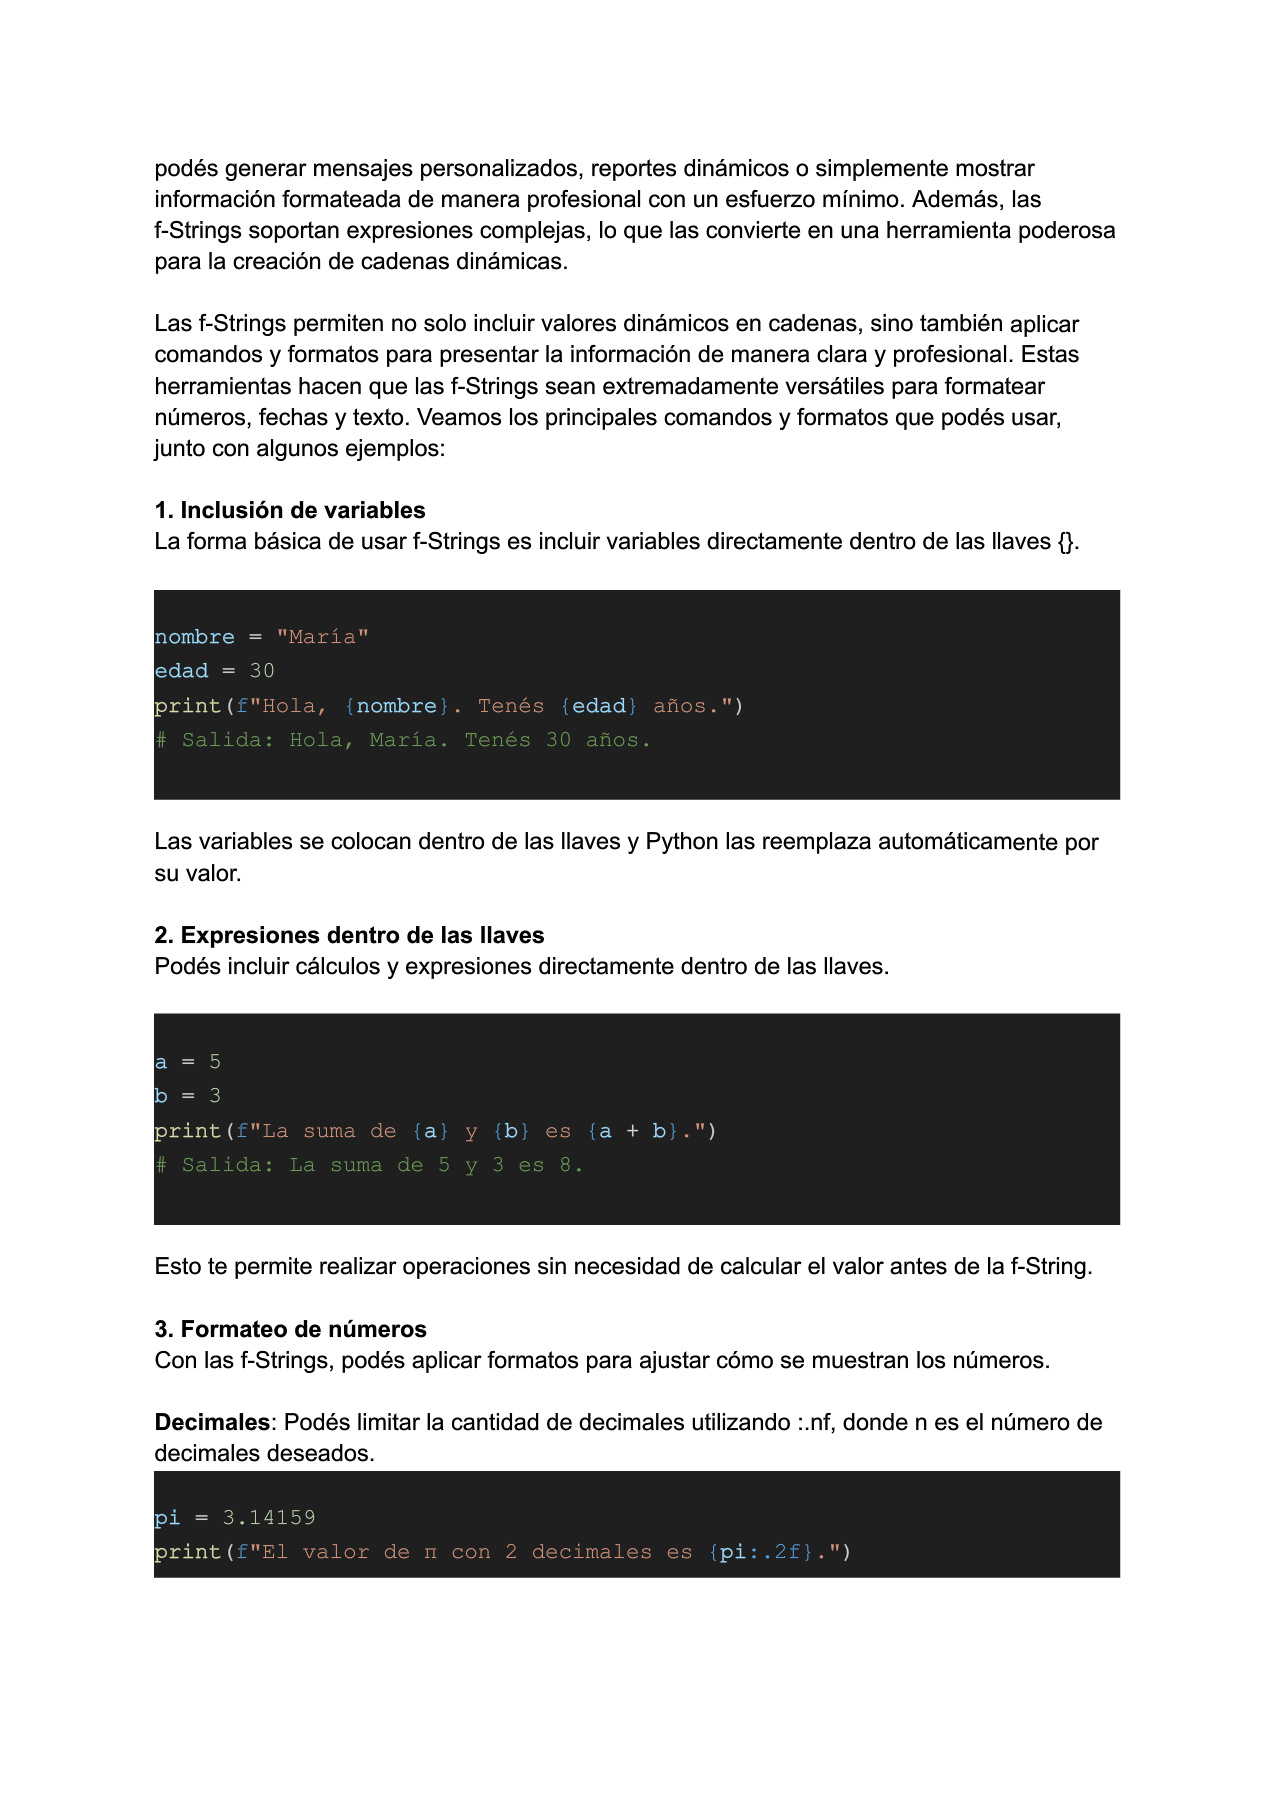 podés generar mensajes personalizados, reportes dinámicos o simplemente mostrar
información formateada de manera profesional con un esfuerzo mínimo. Además, las
f-Strings soportan expresiones complejas, lo que las convierte en una herramienta poderosa
para la creación de cadenas dinámicas.
Las f-Strings permiten no solo incluir valores dinámicos en cadenas, sino también aplicar
comandos y formatos para presentar la información de manera clara y profesional. Estas
herramientas hacen que las f-Strings sean extremadamente versátiles para formatear
números, fechas y texto. Veamos los principales comandos y formatos que podés usar,
junto con algunos ejemplos:
1. Inclusión de variables
La forma básica de usar f-Strings es incluir variables directamente dentro de las llaves {}.
nombre = "María"
edad = 30
print(f"Hola, {nombre}. Tenés {edad} años.")
# Salida: Hola, María. Tenés 30 años.
Las variables se colocan dentro de las llaves y Python las reemplaza automáticamente por
su valor.
2. Expresiones dentro de las llaves
Podés incluir cálculos y expresiones directamente dentro de las llaves.
a = 5
b = 3
print(f"La suma de {a} y {b} es {a + b}.")
# Salida: La suma de 5 y 3 es 8.
Esto te permite realizar operaciones sin necesidad de calcular el valor antes de la f-String.
3. Formateo de números
Con las f-Strings, podés aplicar formatos para ajustar cómo se muestran los números.
Decimales: Podés limitar la cantidad de decimales utilizando :.nf, donde n es el número de
decimales deseados.
pi = 3.14159
print(f"El valor de π con 2 decimales es {pi:.2f}.")